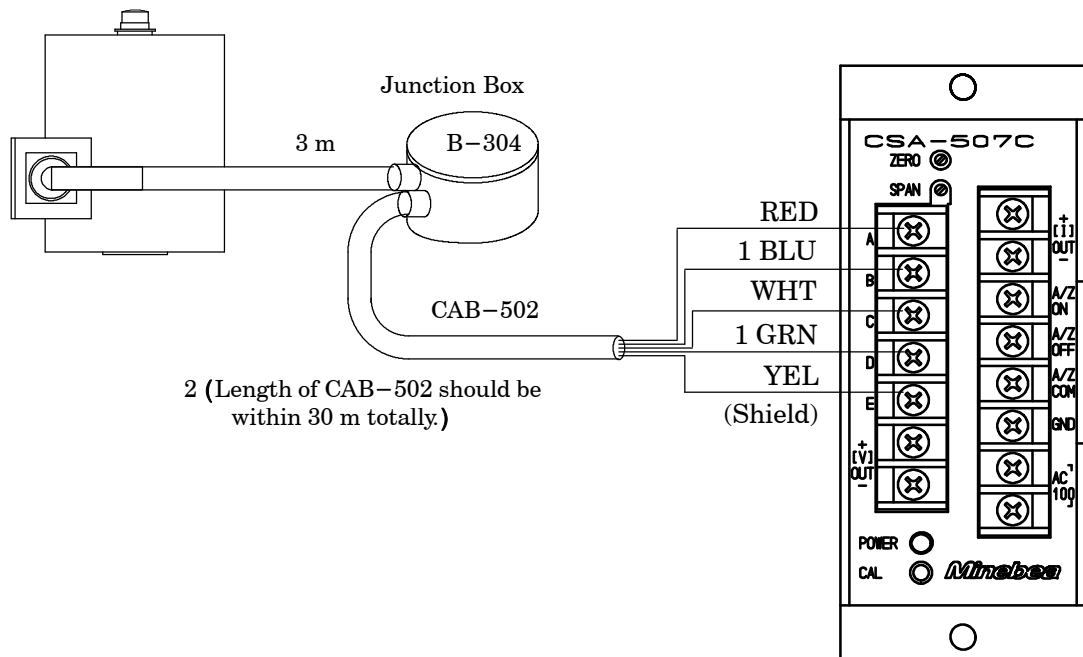 Junction Box
B−304
3 m
CAB−502
2 (Length of CAB−502 should be
within 30 m totally.)
RED
1 BLU
WHT
1 GRN
YEL
(Shield)
CSA-507C
ZERO
SPAN
A
B
C
D
E
+
[V]
OUT
-
+
[I]
OUT
-
A/Z
ON
A/Z
OFF
A/Z
COM
GND
AC
100
POWER
CAL
Minebea